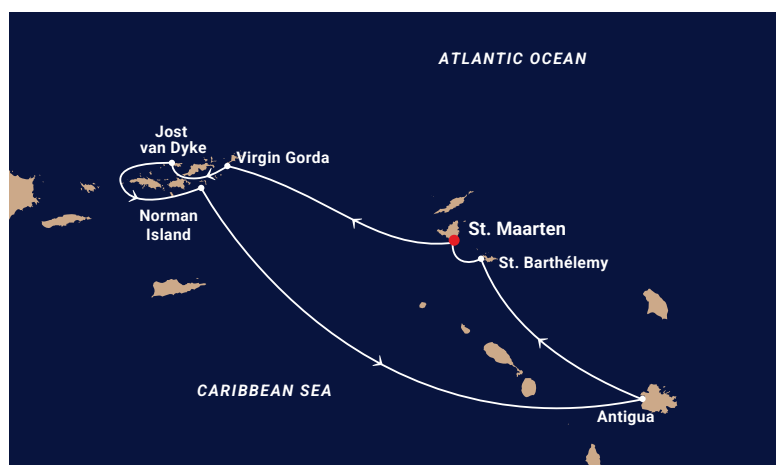 ATLANTIC OCEAN
Jost
van Dyke
Virgin Gorda
Norman
Island
St. Maarten
St. Barthélemy
CARIBBEAN SEA
Antigua